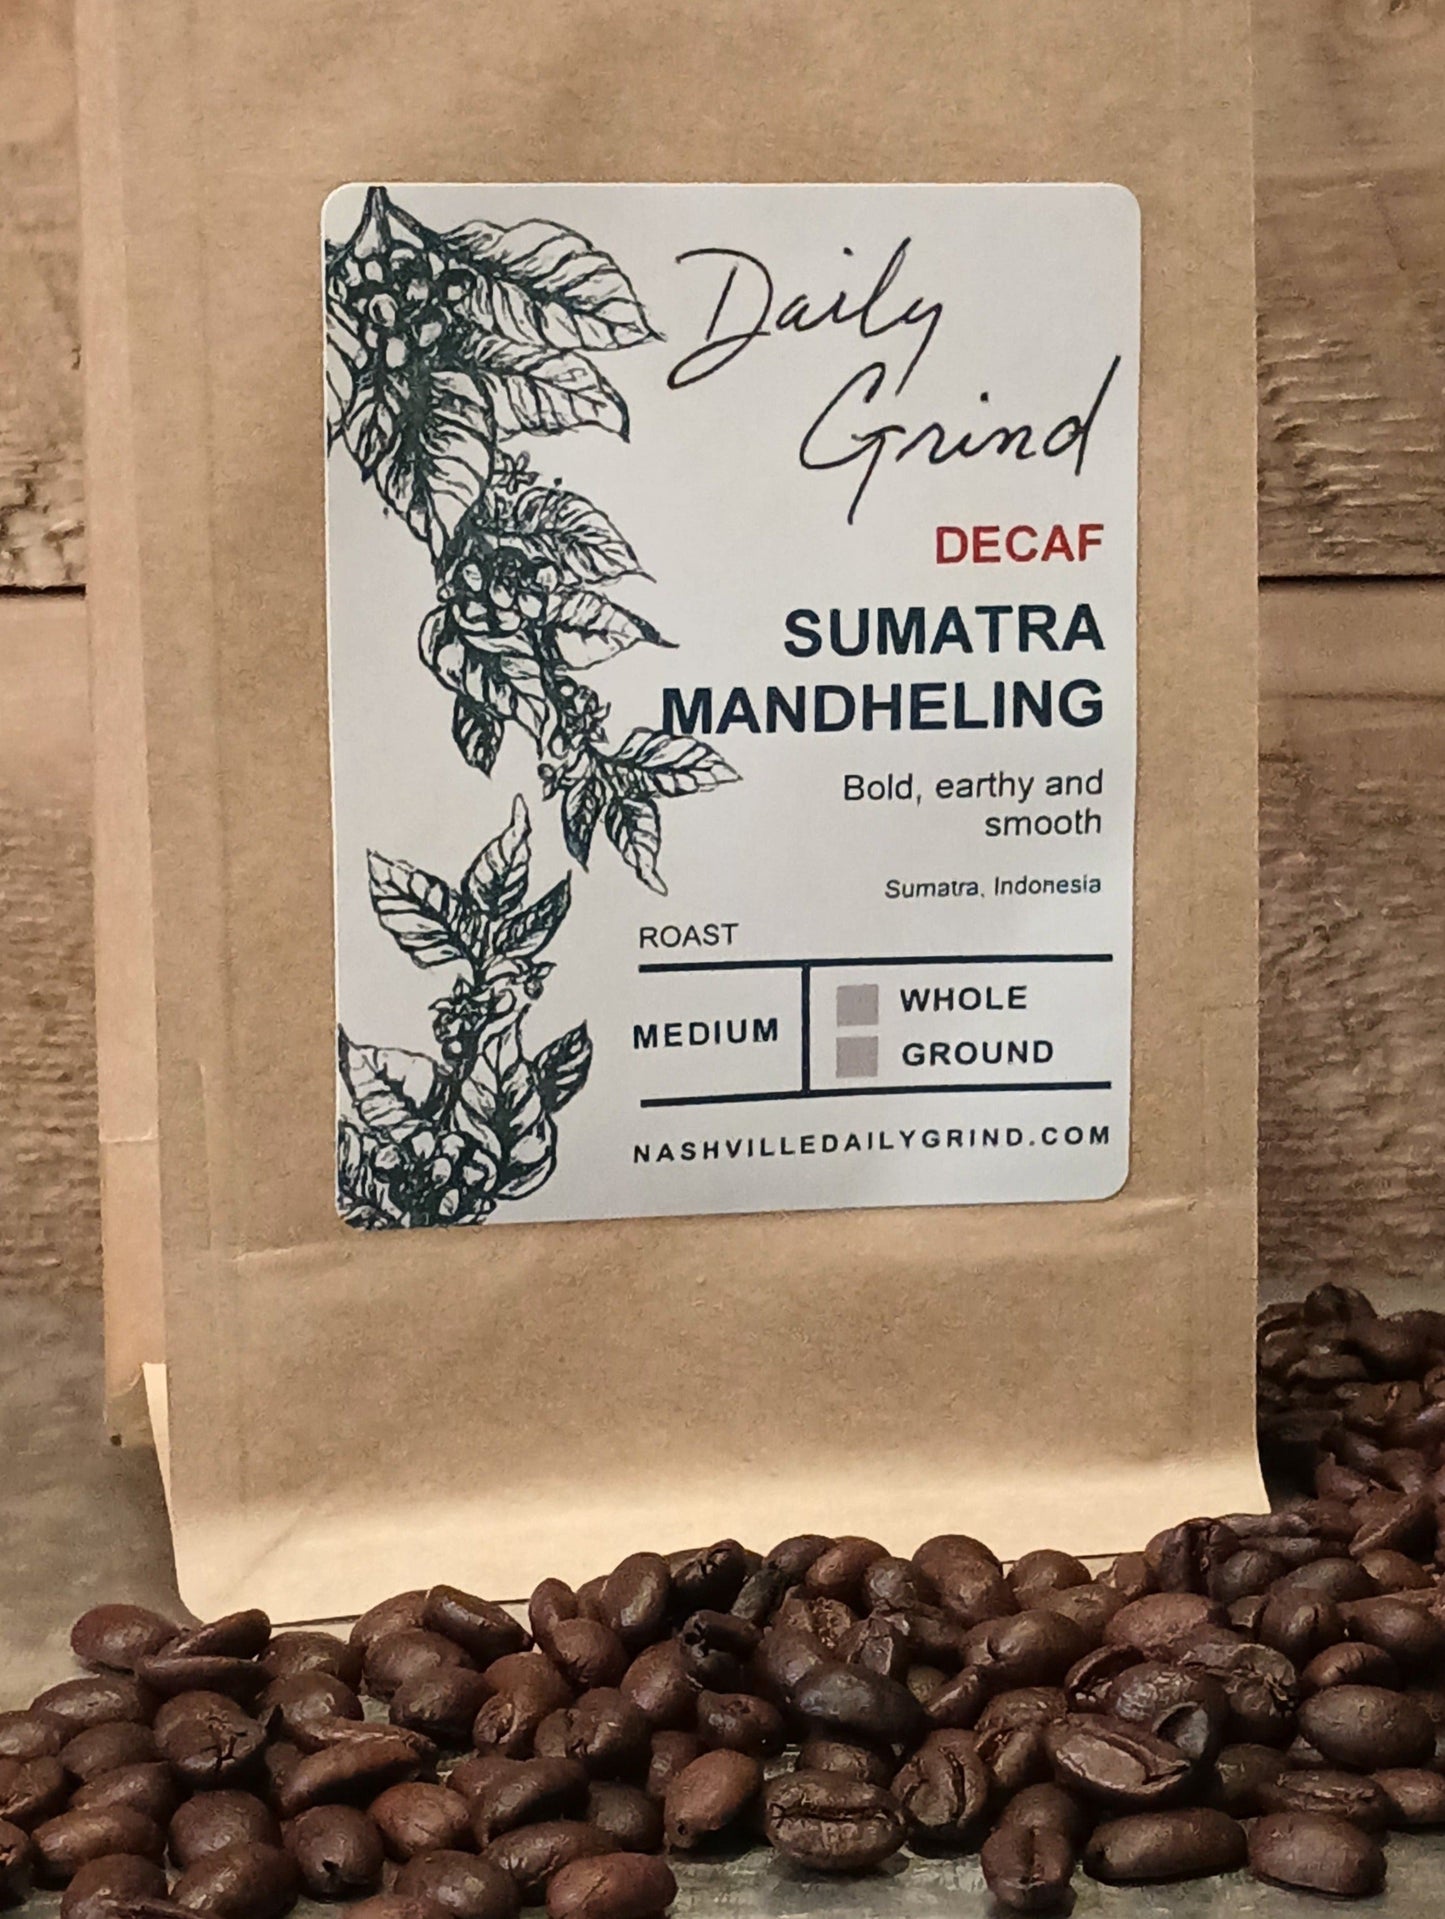 Daily
Grind
DECAF
SUMATRA
MANDHELING
Bold, earthy and
smooth
Sumatra, Indonesia
ROAST
MEDIUM
WHOLE
GROUND
NASHVILLEDAILYGRIND.COM